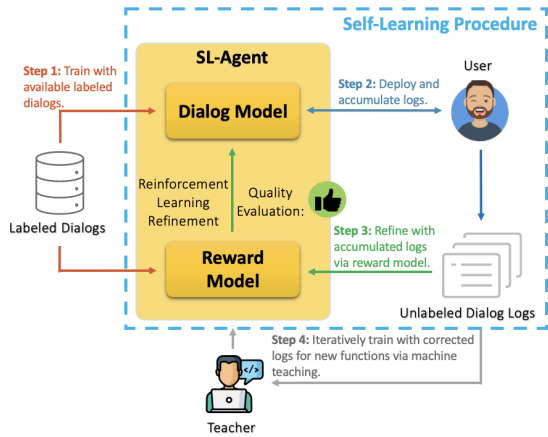 Self-Learning Procedure
SL-Agent
Step 1: Train with
available labeled
dialogs.
Dialog Model
Step 2: Deploy and
accumulate logs.
User
Labeled Dialogs
Reinforcement
Learning
Refinement
Quality
Evaluation:
Step 3: Refine with
accumulated logs
via reward model.
Reward
Model
Unlabeled Dialog Logs
Step 4: Iteratively train with corrected
logs for new functions via machine
teaching.
</>
Teacher